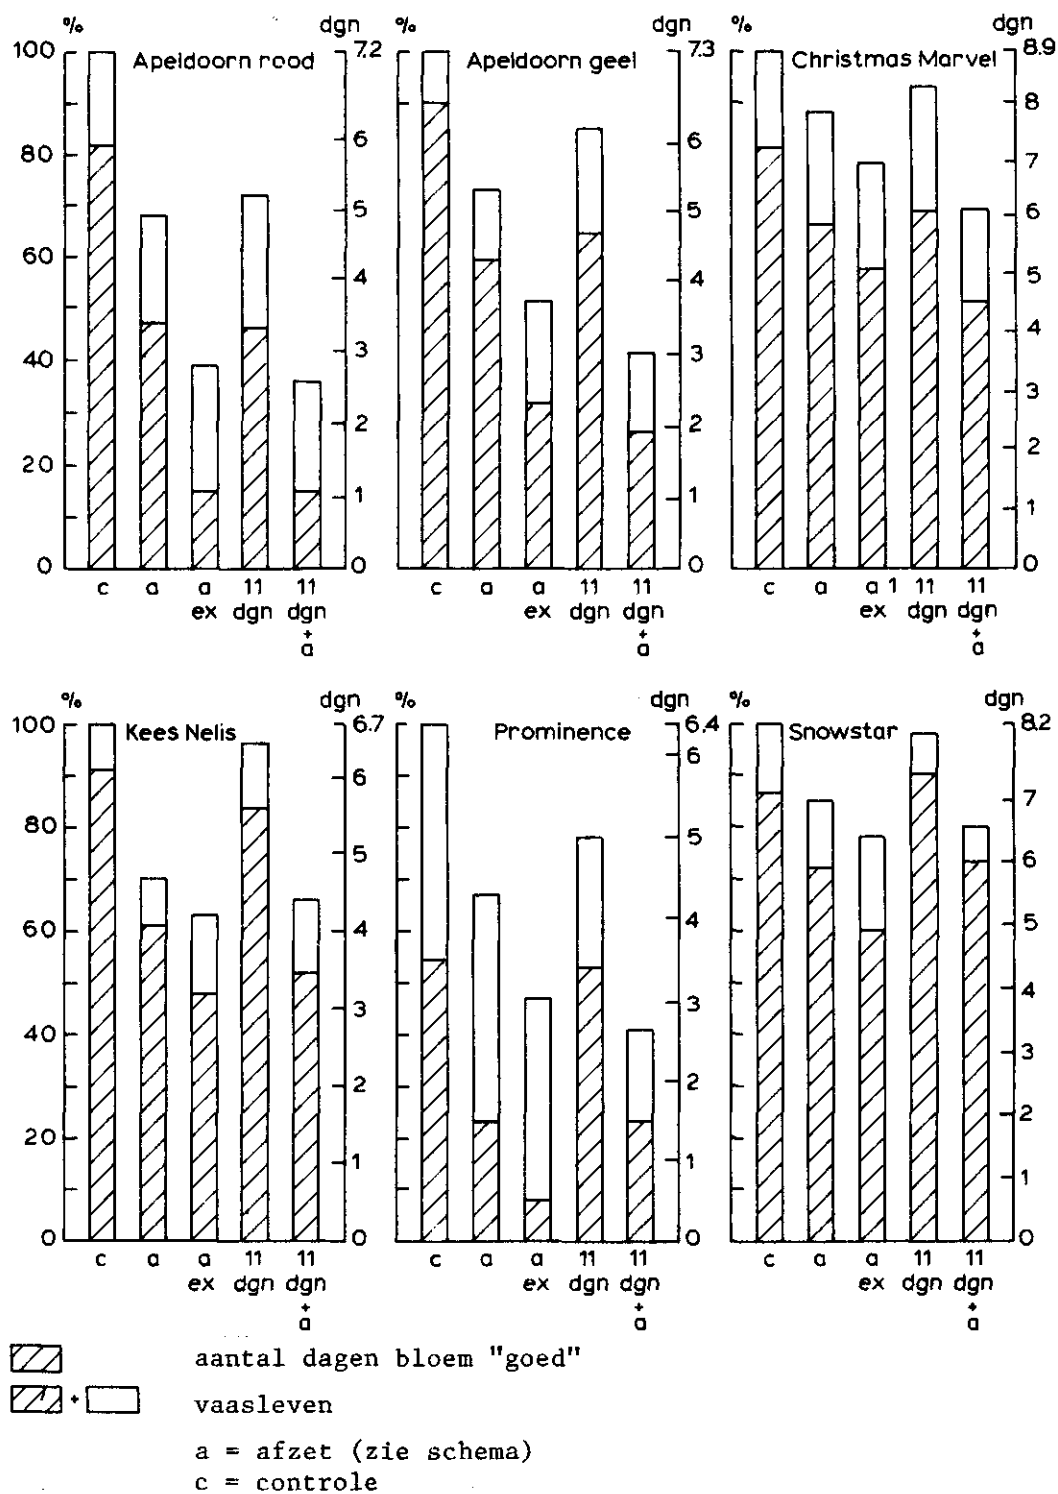 % dgn % dgn % dgn
100 Apeldoorn rood 7.2 Apeldoorn geel 7.3 Christmas Marvel 8.9
80 60 40 20 0
6 5 4 3 2 1 0
6 5 4 3 2 1 0
8 7 6 5 4 3 2 1 0
c a a 11 11 c a a 11 11 c a a 1 11 11
ex dgn dgn ex dgn dgn ex dgn dgn
+ + +
a a a
% dgn % dgn % dgn
100 Kees Nelis 6.7 Prominence 6.4 Snowstar 8.2
80 60 40 20 0
6 5 4 3 2 1 0
6 5 4 3 2 1 0
7 6 5 4 3 2 1 0
c a a 11 11 c a a 11 11 c a a 11 11
ex dgn dgn ex dgn dgn ex dgn dgn
+ + +
a a a
aantal dagen bloem "goed"
+ vaasleven
a = afzet (zie schema)
c = controle